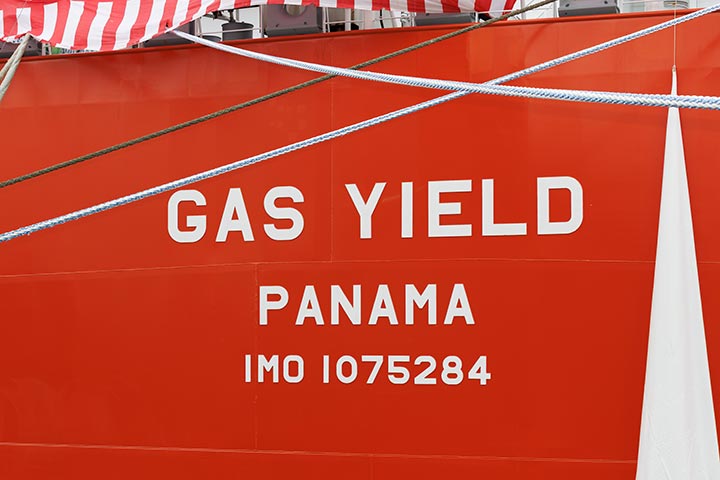 GAS YIELD
PANAMA
IMO 1075284